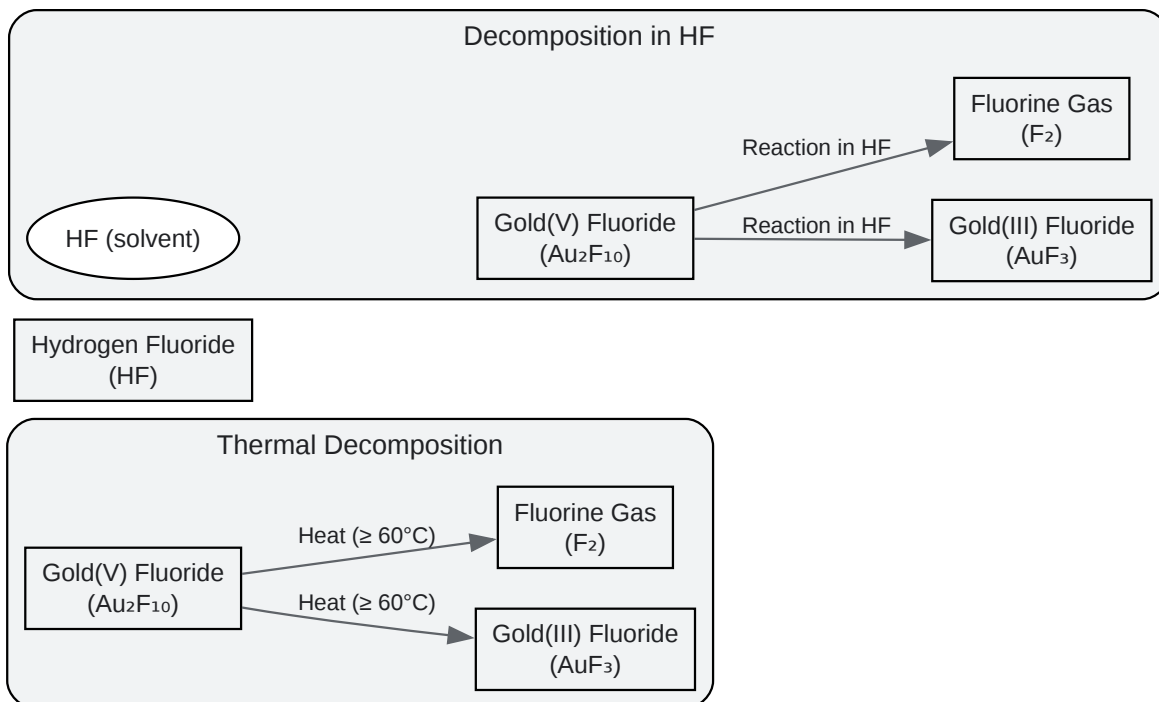 Decomposition in HF
Fluorine Gas
(F₂)
Reaction in HF
HF (solvent)
Gold(V) Fluoride
(Au₂F₁₀)
Reaction in HF
Gold(III) Fluoride
(AuF₃)
Hydrogen Fluoride
(HF)
Thermal Decomposition
Gold(V) Fluoride
(Au₂F₁₀)
Heat (≥ 60°C)
Fluorine Gas
(F₂)
Heat (≥ 60°C)
Gold(III) Fluoride
(AuF₃)